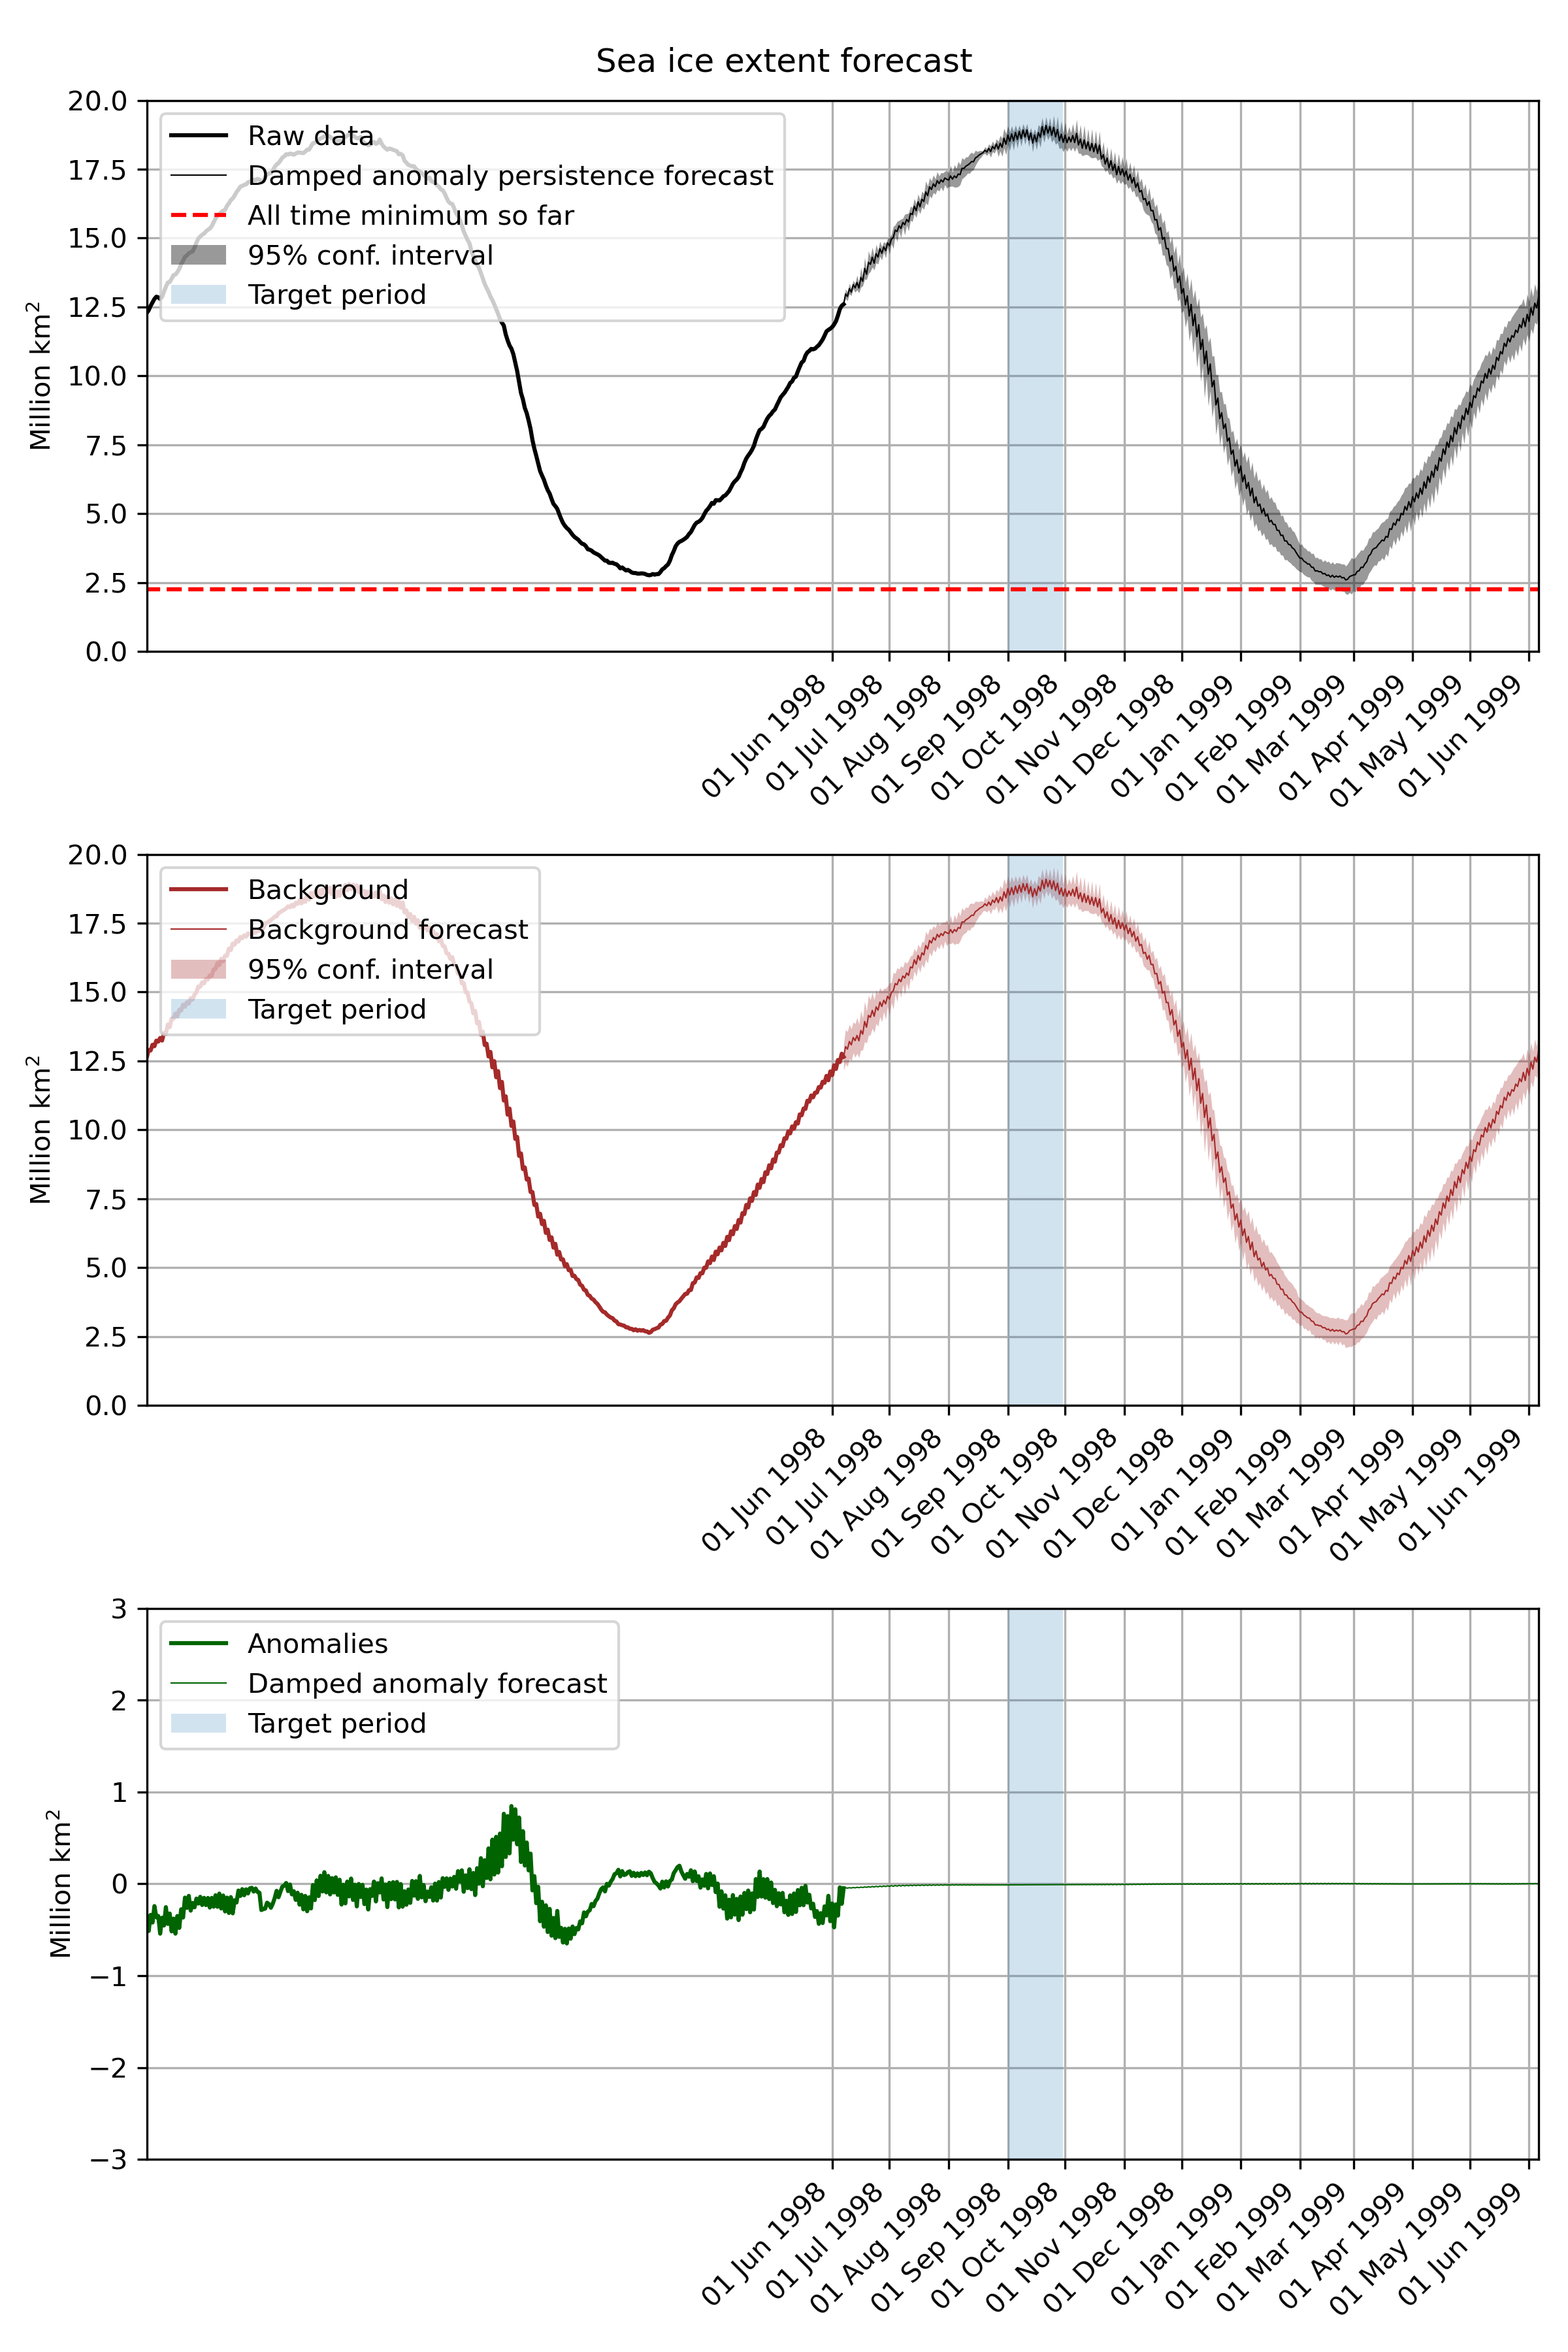 Sea ice extent forecast
20.0
17.5
15.0
12.5
10.0
7.5
5.0
2.5
0.0
Million km²
Raw data
Damped anomaly persistence forecast
All time minimum so far
95% conf. interval
Target period
01 Jun 1998
01 Jul 1998
01 Aug 1998
01 Sep 1998
01 Oct 1998
01 Nov 1998
01 Dec 1998
01 Jan 1999
01 Feb 1999
01 Mar 1999
01 Apr 1999
01 May 1999
01 Jun 1999
20.0
17.5
15.0
12.5
10.0
7.5
5.0
2.5
0.0
Million km²
Background
Background forecast
95% conf. interval
Target period
01 Jun 1998
01 Jul 1998
01 Aug 1998
01 Sep 1998
01 Oct 1998
01 Nov 1998
01 Dec 1998
01 Jan 1999
01 Feb 1999
01 Mar 1999
01 Apr 1999
01 May 1999
01 Jun 1999
3
2
1
0
−1
−2
−3
Million km²
Anomalies
Damped anomaly forecast
Target period
01 Jun 1998
01 Jul 1998
01 Aug 1998
01 Sep 1998
01 Oct 1998
01 Nov 1998
01 Dec 1998
01 Jan 1999
01 Feb 1999
01 Mar 1999
01 Apr 1999
01 May 1999
01 Jun 1999